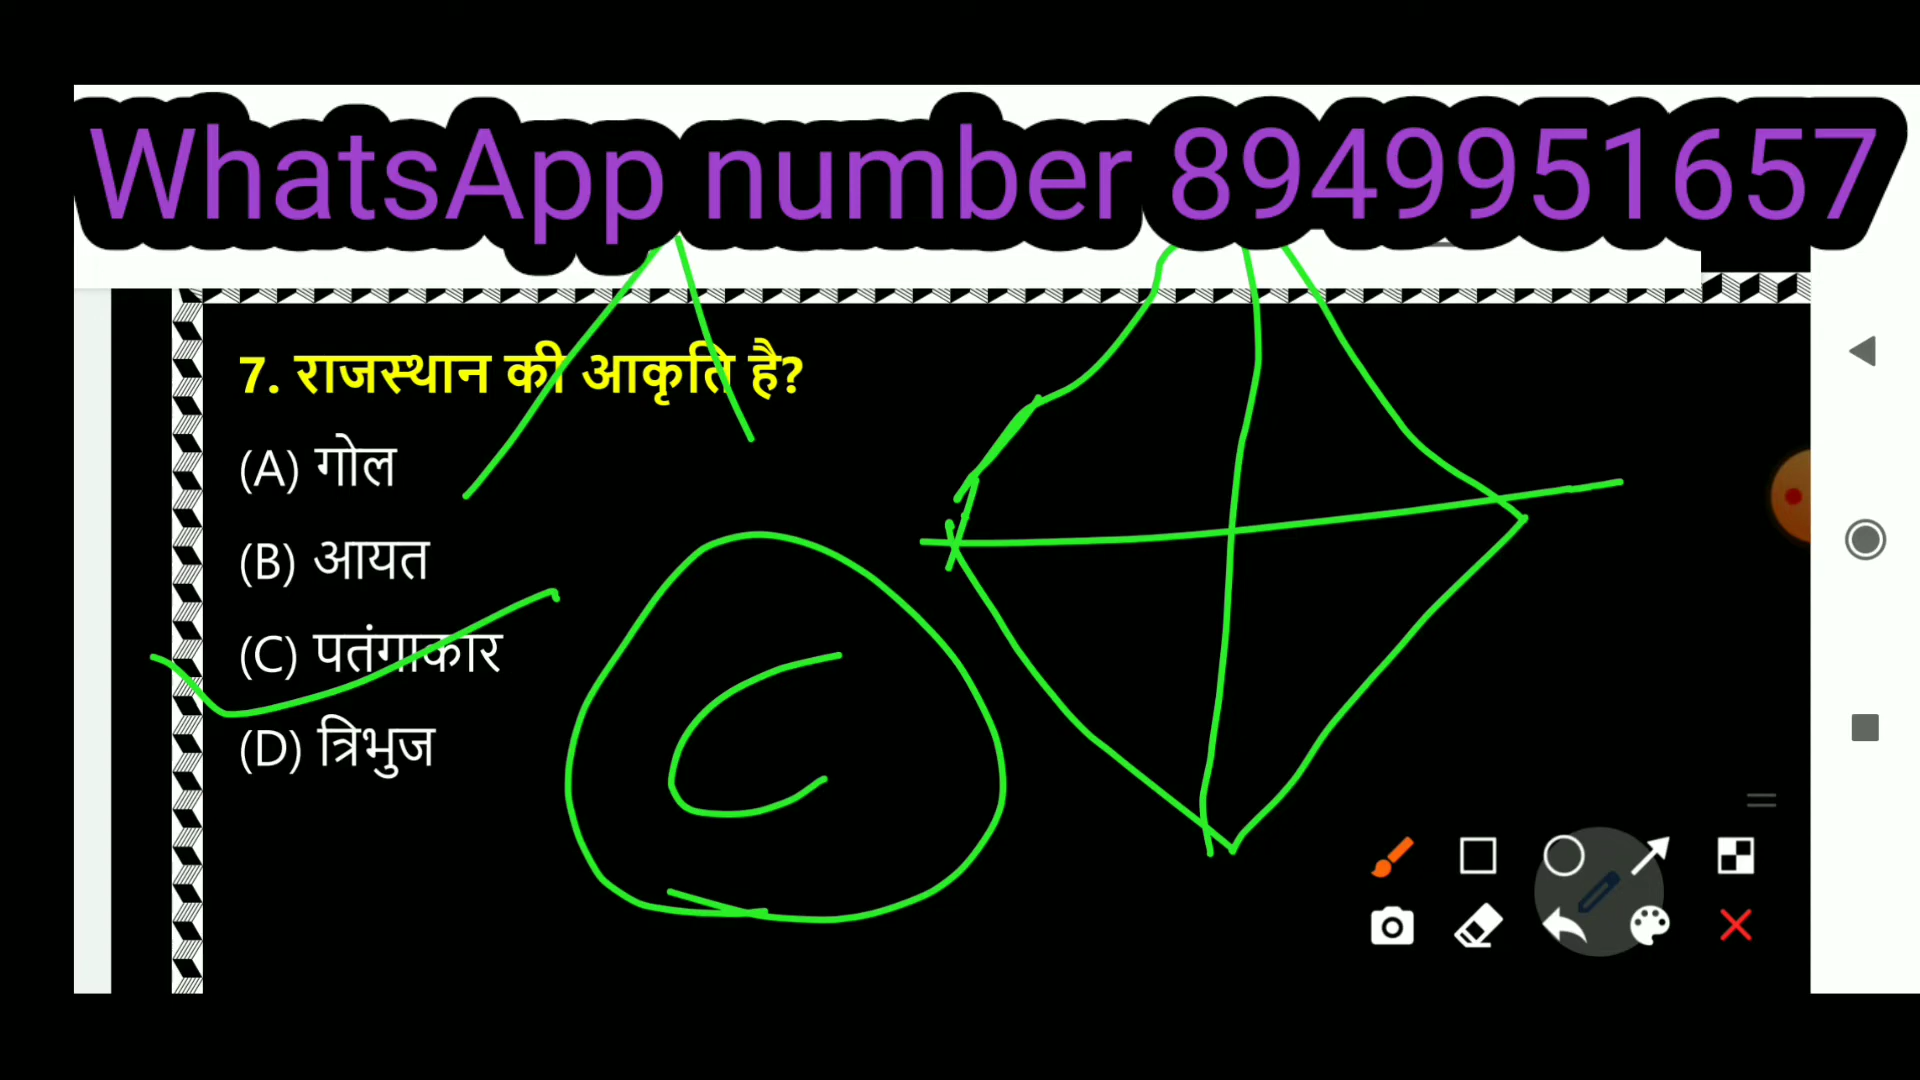 WhatsApp number 8949951657
7. राजस्थान की आकृति है?
(A) गोल
(B) आयत
(C) पतंगाकार
(D) त्रिभुज
C